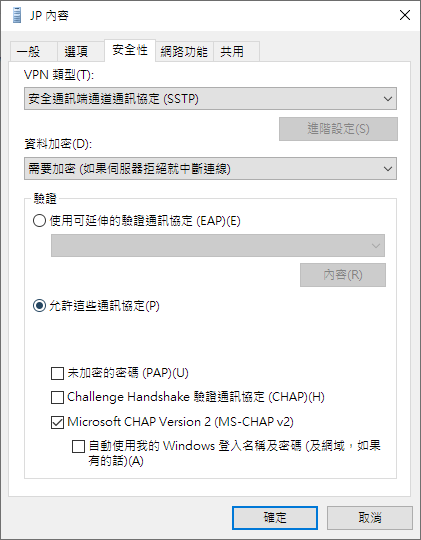 JP 內容
一般
選項
安全性
網路功能
共用
VPN 類型(T):
安全通訊端通道通訊協定 (SSTP)
進階設定(S)
資料加密(D):
需要加密 (如果伺服器拒絕就中斷連線)
驗證
使用可延伸的驗證通訊協定 (EAP)(E)
內容(R)
允許這些通訊協定(P)
未加密的密碼 (PAP)(U)
Challenge Handshake 驗證通訊協定 (CHAP)(H)
Microsoft CHAP Version 2 (MS-CHAP v2)
自動使用我的 Windows 登入名稱及密碼 (及網域，如果
有的話)(A)
確定
取消